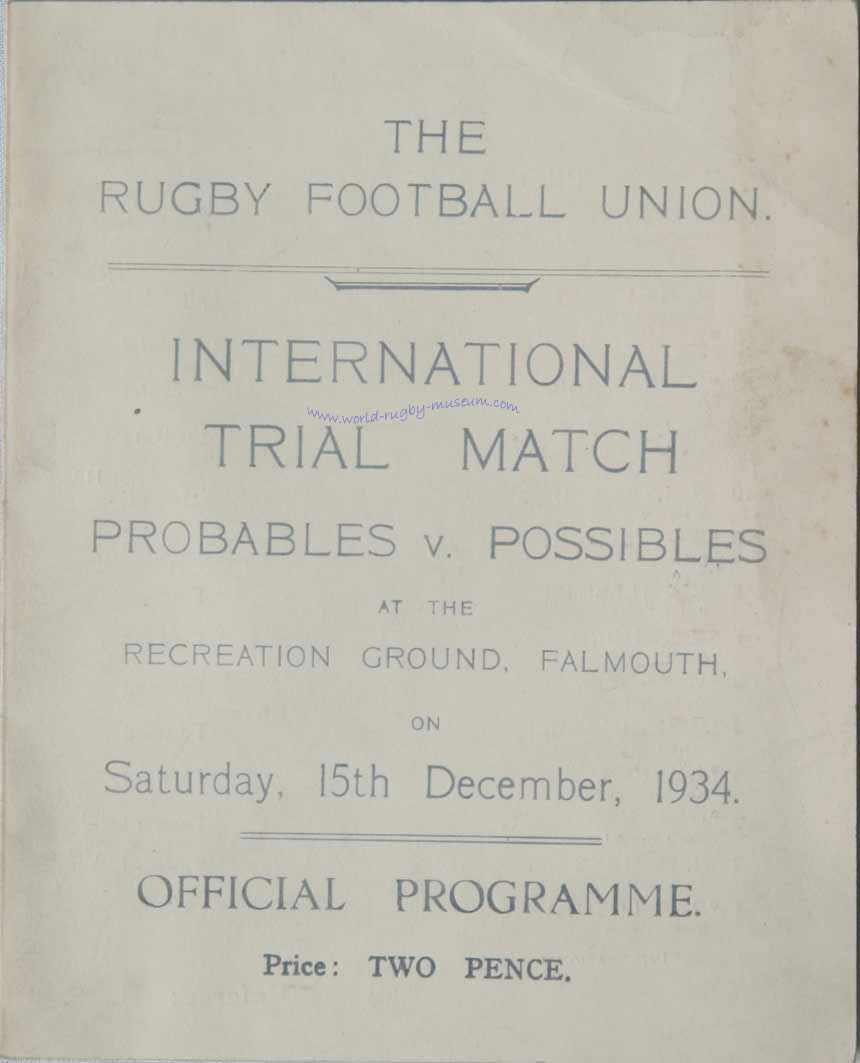 THE
RUGBY FOOTBALL UNION.
INTERNATIONAL
www.world-rugby-museum.com
TRIAL MATCH
PROBABLES v. POSSIBLES
AT THE
RECREATION GROUND, FALMOUTH,
ON
Saturday, 15th December, 1934.
OFFICIAL PROGRAMME.
Price: TWO PENCE.